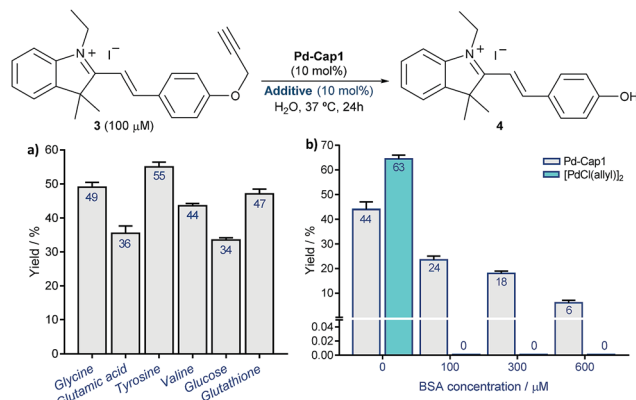 N+ I−
O
3 (100 μM)
Pd-Cap1
(10 mol%)
Additive (10 mol%)
H₂O, 37 ºC, 24h
N+ I−
OH
4
a)
Yield / %
60
50
40
30
20
10
0
49
36
55
44
34
47
Glycine
Glutamic acid
Tyrosine
Valine
Glucose
Glutathione
b)
Yield / %
70
60
50
40
30
20
10
0.04
0.02
0.00
Pd-Cap1
[PdCl(allyl)]₂
44
63
24
0
18
0
6
0
0
100
300
600
BSA concentration / μM